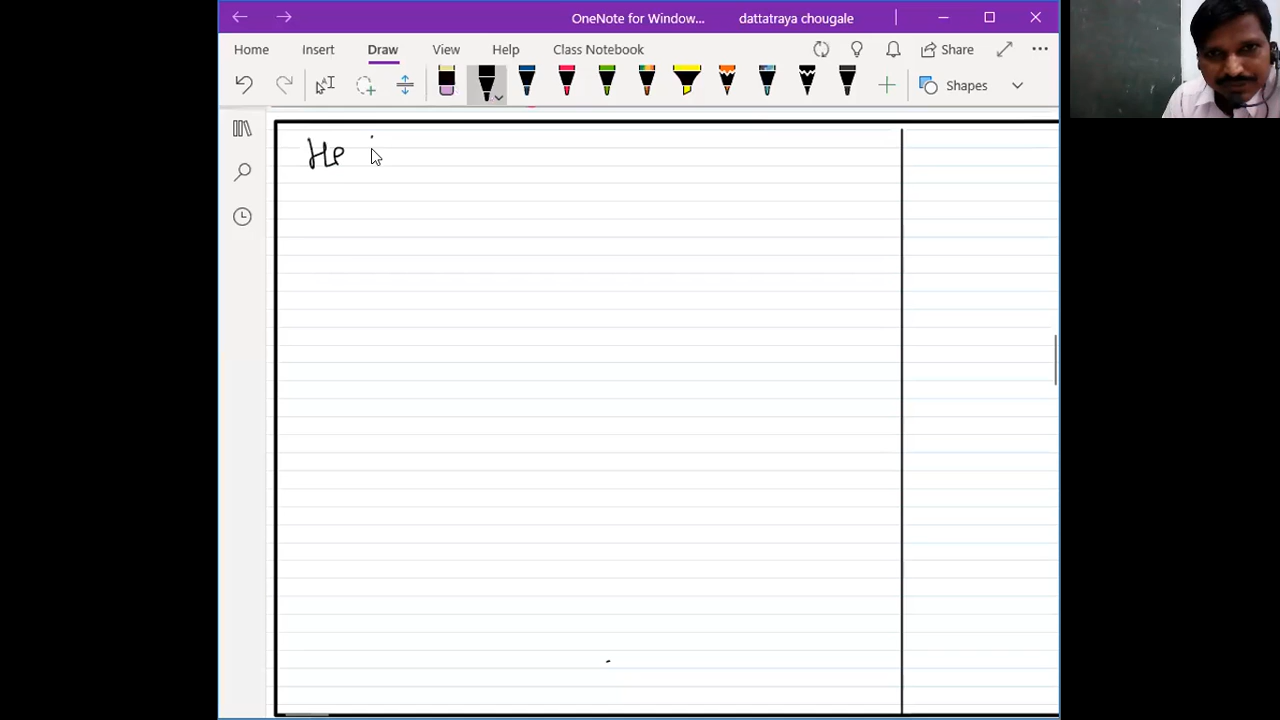 OneNote for Window... dattatraya chougale
Home Insert Draw View Help Class Notebook Share
Shapes
He